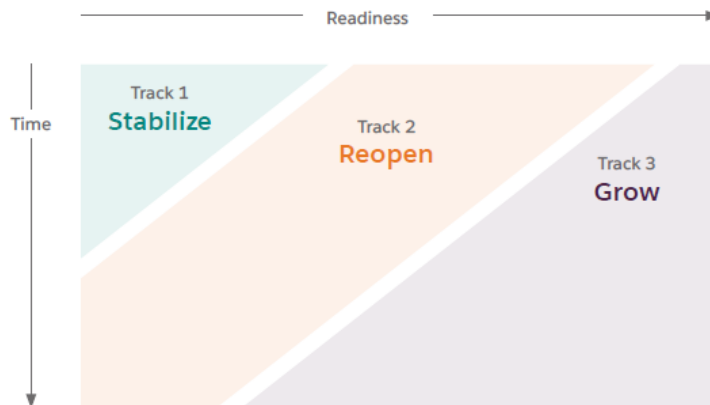 Readiness
Time
Track 1
Stabilize
Track 2
Reopen
Track 3
Grow